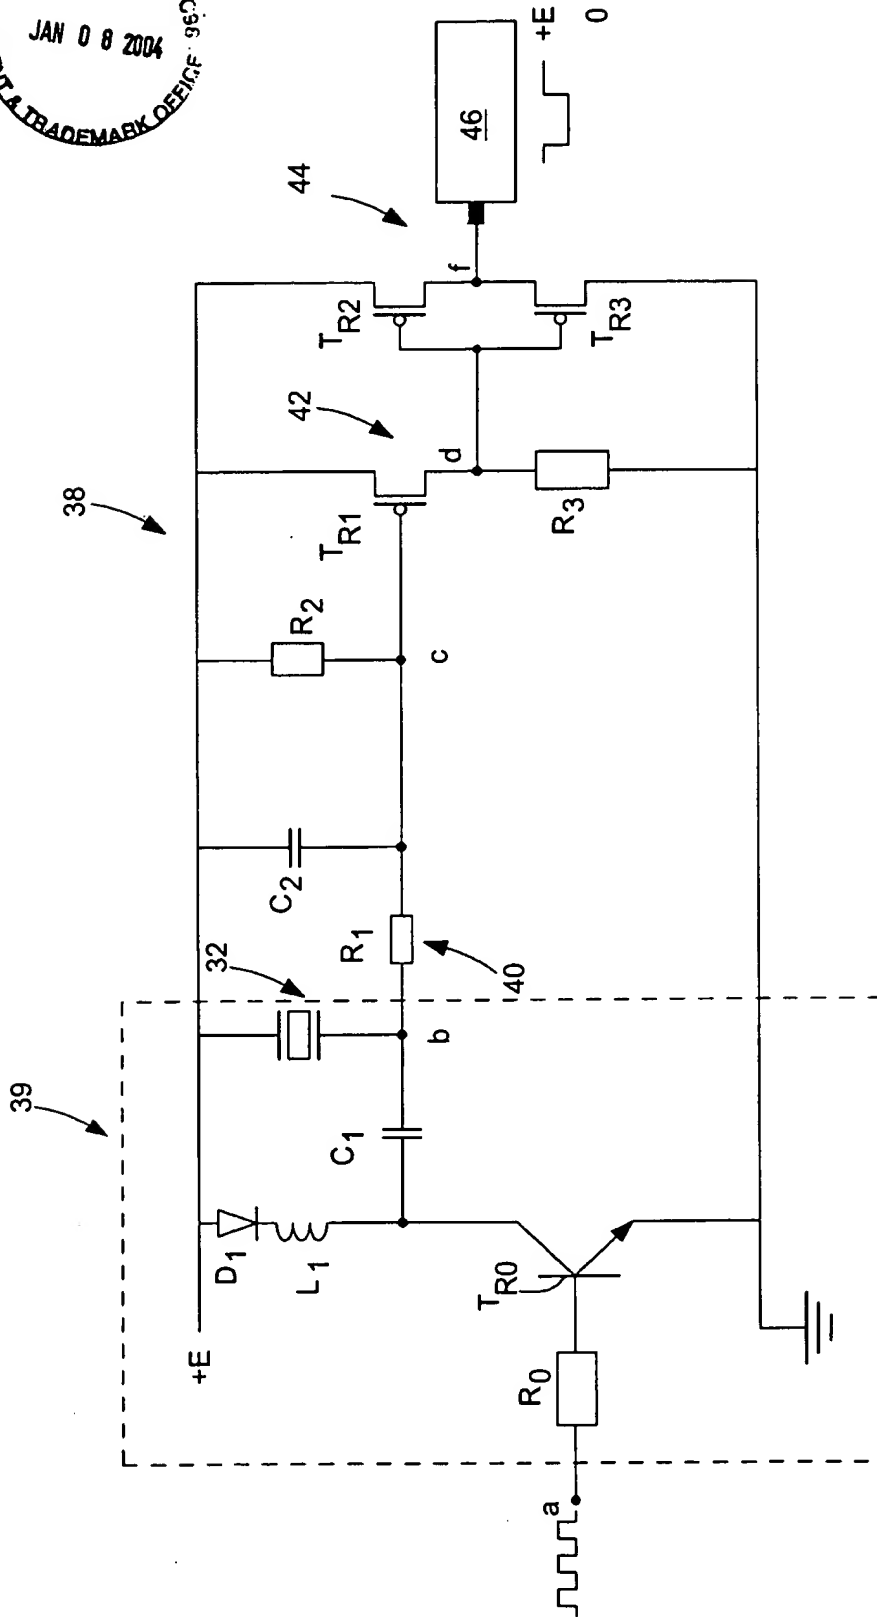 JAN 0 8 2004
TRADEMARK OFFICE
39
38
44
42
32
40
+E
D1
L1
C1
b
R1
C2
R2
c
TR1
d
R3
TR2
f
TR3
46
+E
0
TR0
R0
a